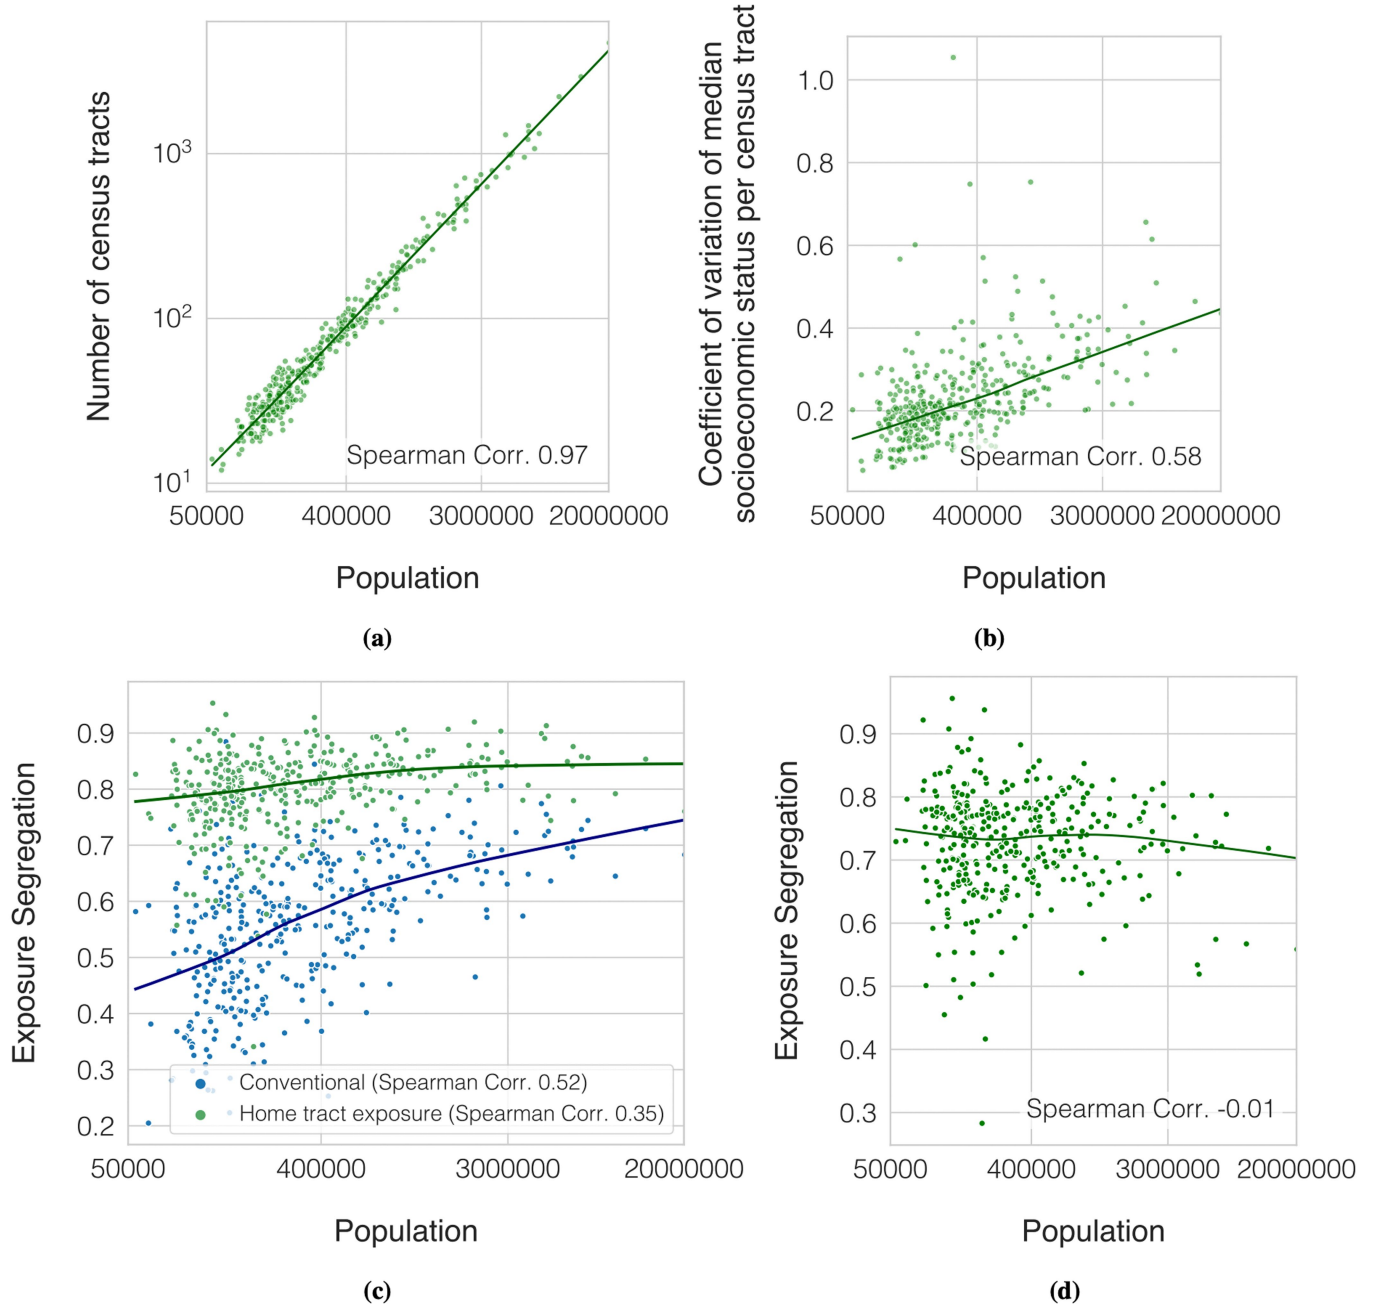 Number of census tracts
10³
10²
10¹
Spearman Corr. 0.97
50000 400000 3000000 20000000
Population
(a)
Coefficient of variation of median
socioeconomic status per census tract
1.0
0.8
0.6
0.4
0.2
Spearman Corr. 0.58
50000 400000 3000000 20000000
Population
(b)
Exposure Segregation
0.9
0.8
0.7
0.6
0.5
0.4
0.3
0.2
Conventional (Spearman Corr. 0.52)
Home tract exposure (Spearman Corr. 0.35)
50000 400000 3000000 20000000
Population
(c)
Exposure Segregation
0.9
0.8
0.7
0.6
0.5
0.4
0.3
Spearman Corr. -0.01
50000 400000 3000000 20000000
Population
(d)